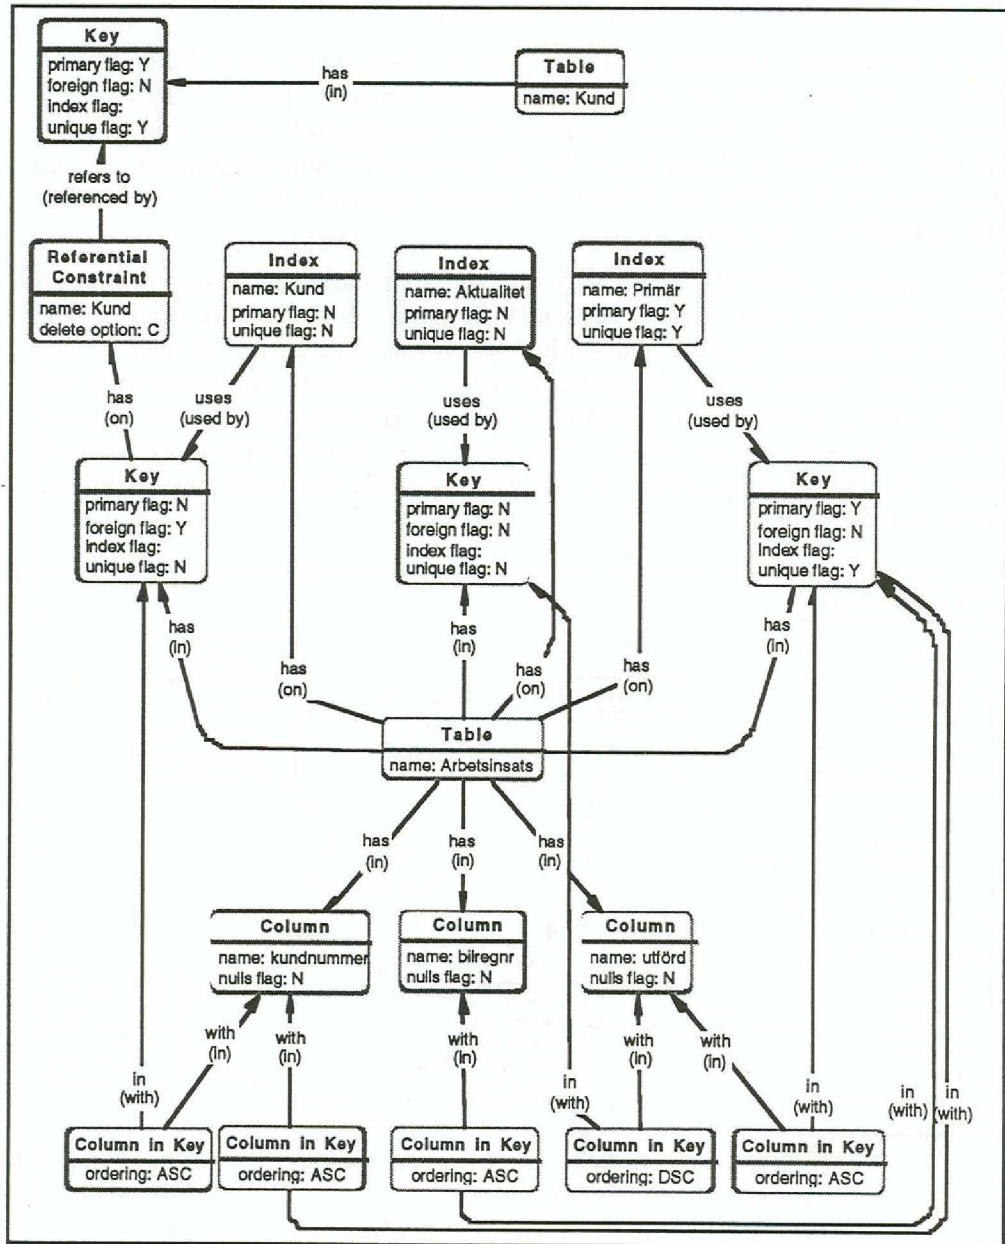 Key
primary flag: Y
foreign flag: N
index flag:
unique flag: Y
has
(in)
Table
name: Kund
refers to
(referenced by)
Referential
Constraint
name: Kund
delete option: C
Index
name: Kund
primary flag: N
unique flag: N
Index
name: Aktualitet
primary flag: N
unique flag: N
Index
name: Primär
primary flag: Y
unique flag: Y
has
(on)
uses
(used by)
uses
(used by)
uses
(used by)
Key
primary flag: N
foreign flag: Y
index flag:
unique flag: N
Key
primary flag: N
foreign flag: N
index flag:
unique flag: N
Key
primary flag: Y
foreign flag: N
index flag:
unique flag: Y
has
(in)
has
(on)
has
(in)
has
(on)
has
(on)
has
(in)
Table
name: Arbetsinsats
has
(in)
has
(in)
has
(in)
Column
name: kundnummer
nulls flag: N
Column
name: bilregnr
nulls flag: N
Column
name: utförd
nulls flag: N
in
(with)
with
(in)
with
(in)
with
(in)
in
(with)
with
(in)
with
(in)
in
(with)
in
(with)
in
(with)
Column in Key
ordering: ASC
Column in Key
ordering: ASC
Column in Key
ordering: ASC
Column in Key
ordering: DSC
Column in Key
ordering: ASC